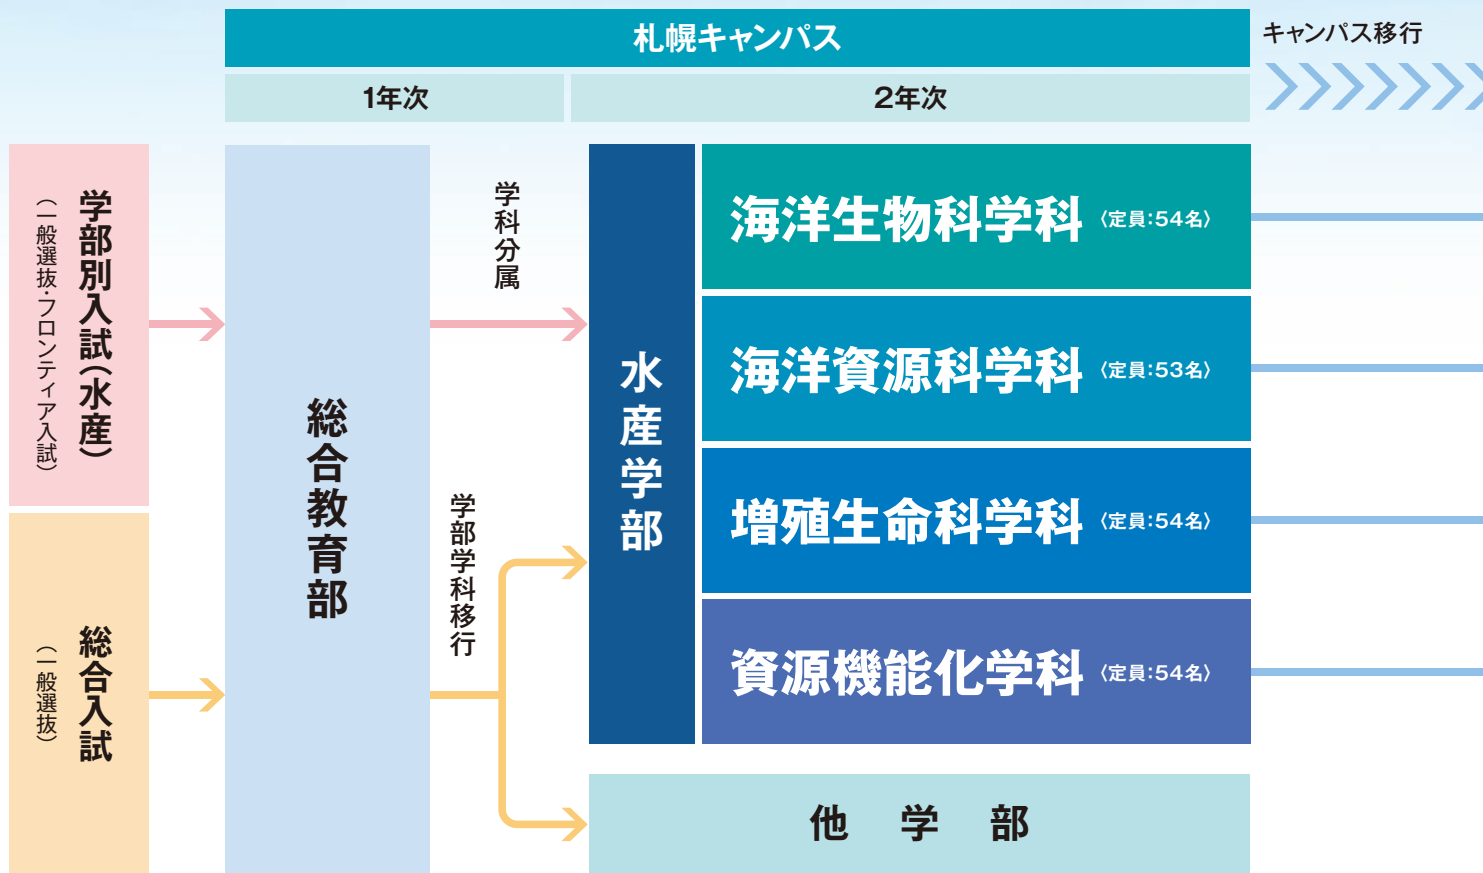 札幌キャンパス
キャンパス移行
1年次
2年次
学部別入試(水産)
(一般選抜・フロンティア入試)
総合入試
(一般選抜)
総合教育部
学科分属
学部学科移行
水産学部
海洋生物科学科〈定員:54名〉
海洋資源科学科〈定員:53名〉
増殖生命科学科〈定員:54名〉
資源機能化学科〈定員:54名〉
他学部